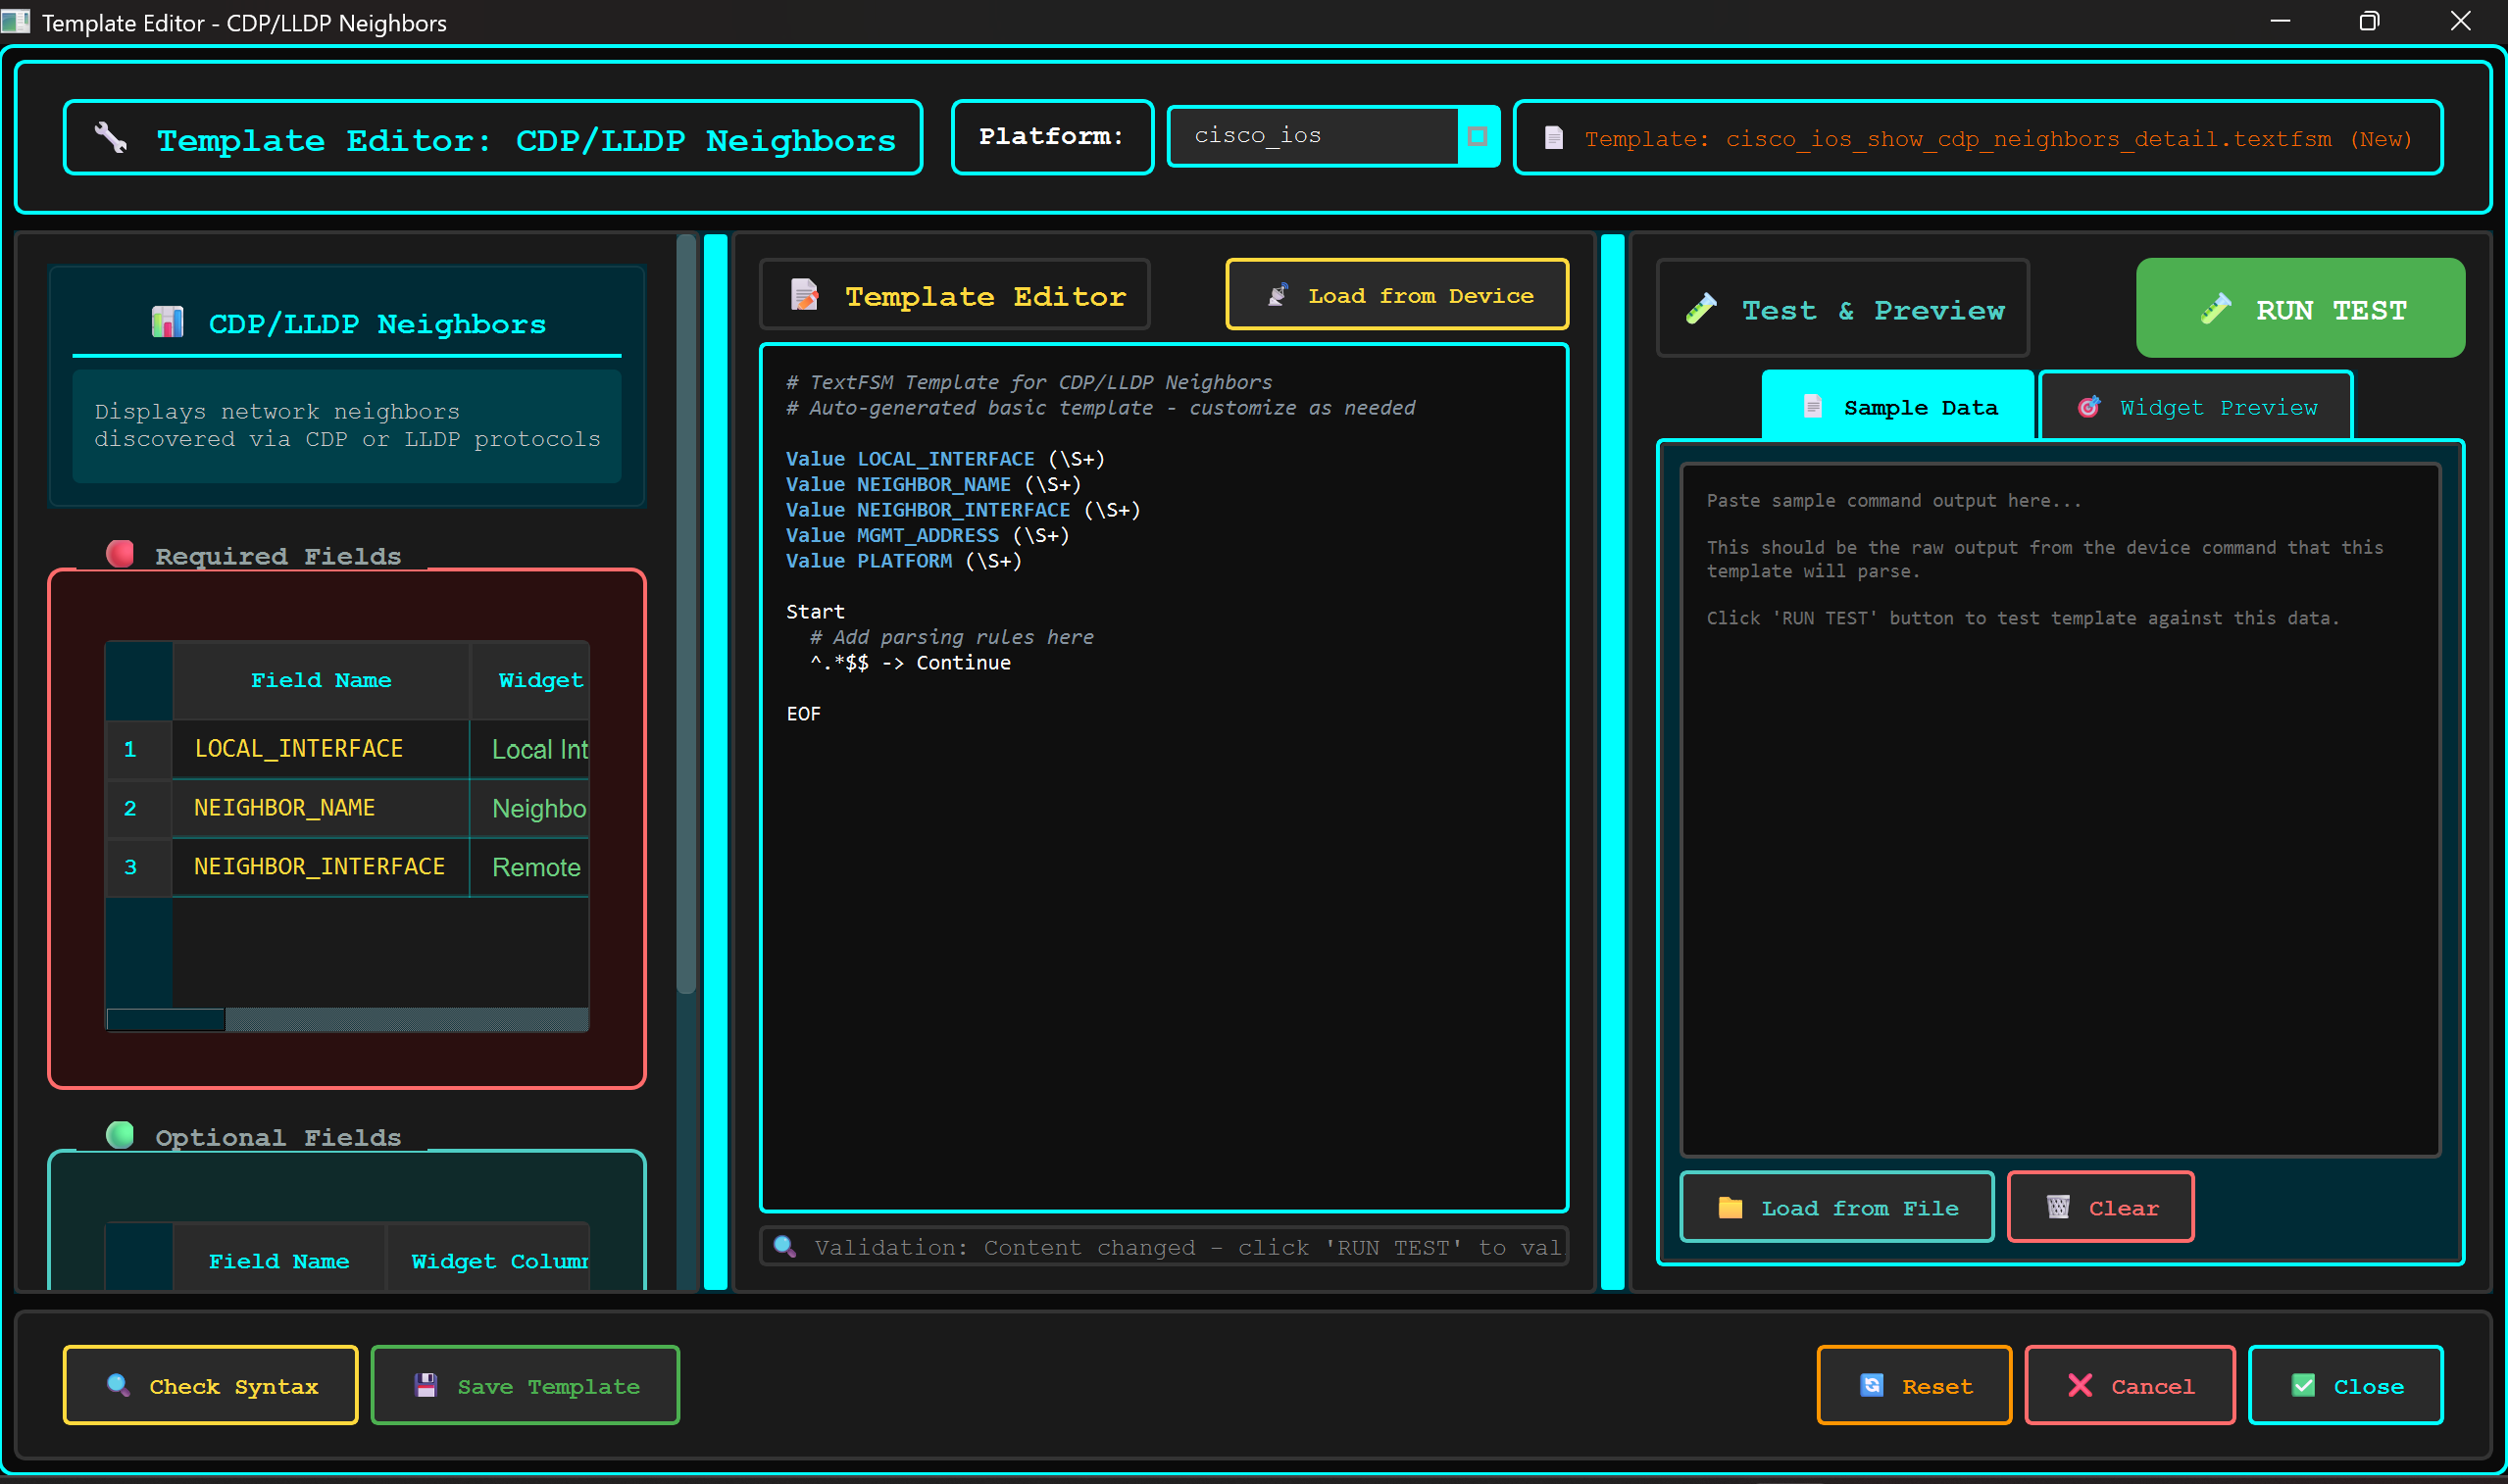 Template Editor - CDP/LLDP Neighbors
Template Editor: CDP/LLDP Neighbors
Platform:
cisco_ios
Template: cisco_ios_show_cdp_neighbors_detail.textfsm (New)
CDP/LLDP Neighbors
Displays network neighbors
discovered via CDP or LLDP protocols
Required Fields
Field Name Widget
1 LOCAL_INTERFACE Local Int
2 NEIGHBOR_NAME Neighbo
3 NEIGHBOR_INTERFACE Remote
Optional Fields
Field Name Widget Column
Template Editor
Load from Device
# TextFSM Template for CDP/LLDP Neighbors
# Auto-generated basic template - customize as needed
Value LOCAL_INTERFACE (\S+)
Value NEIGHBOR_NAME (\S+)
Value NEIGHBOR_INTERFACE (\S+)
Value MGMT_ADDRESS (\S+)
Value PLATFORM (\S+)
Start
# Add parsing rules here
^.*$$ -> Continue
EOF
Validation: Content changed - click 'RUN TEST' to val
Test & Preview
RUN TEST
Sample Data
Widget Preview
Paste sample command output here...
This should be the raw output from the device command that this
template will parse.
Click 'RUN TEST' button to test template against this data.
Load from File
Clear
Check Syntax
Save Template
Reset
Cancel
Close